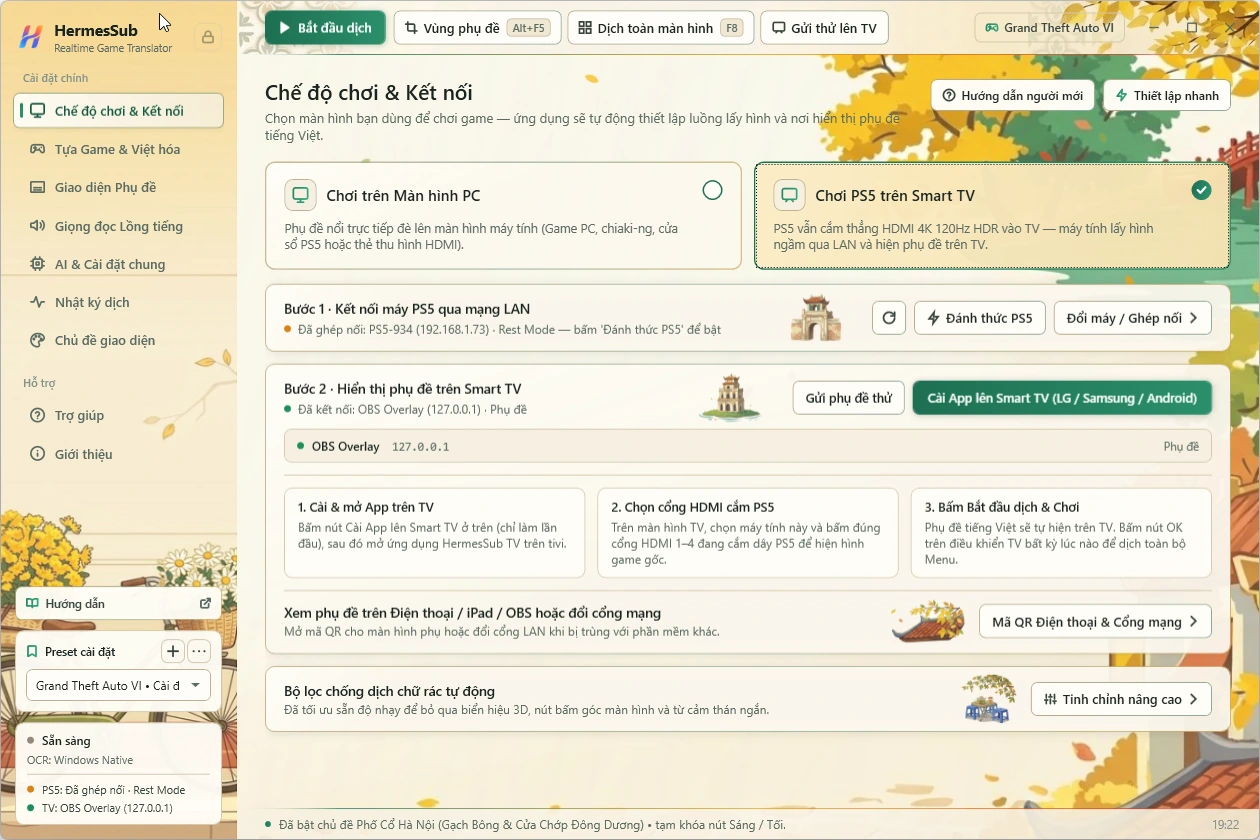 HermesSub
Realtime Game Translator
Cài đặt chính
Chế độ chơi & Kết nối
Tựa Game & Việt hóa
Giao diện Phụ đề
Giọng đọc Lồng tiếng
AI & Cài đặt chung
Nhật ký dịch
Chủ đề giao diện
Hỗ trợ
Trợ giúp
Giới thiệu
Hướng dẫn
Preset cài đặt
Grand Theft Auto VI • Cài đ
Sẵn sàng
OCR: Windows Native
PS5: Đã ghép nối · Rest Mode
TV: OBS Overlay (127.0.0.1)
Bắt đầu dịch
Vùng phụ đề Alt+F5
Dịch toàn màn hình F8
Gửi thử lên TV
Grand Theft Auto VI
Chế độ chơi & Kết nối
Chọn màn hình bạn dùng để chơi game — ứng dụng sẽ tự động thiết lập luồng lấy hình và nơi hiển thị phụ đề
tiếng Việt.
Hướng dẫn người mới
Thiết lập nhanh
Chơi trên Màn hình PC
Phụ đề nổi trực tiếp đè lên màn hình máy tính (Game PC, chiaki-ng, cửa
sổ PS5 hoặc thẻ thu hình HDMI).
Chơi PS5 trên Smart TV
PS5 vẫn cắm thẳng HDMI 4K 120Hz HDR vào TV — máy tính lấy hình
ngầm qua LAN và hiện phụ đề trên TV.
Bước 1 · Kết nối máy PS5 qua mạng LAN
Đã ghép nối: PS5-934 (192.168.1.73) · Rest Mode — bấm 'Đánh thức PS5' để bật
Đánh thức PS5
Đổi máy / Ghép nối
Bước 2 · Hiển thị phụ đề trên Smart TV
Đã kết nối: OBS Overlay (127.0.0.1) · Phụ đề
Gửi phụ đề thử
Cài App lên Smart TV (LG / Samsung / Android)
OBS Overlay 127.0.0.1
Phụ đề
1. Cài & mở App trên TV
Bấm nút Cài App lên Smart TV ở trên (chỉ làm lần
đầu), sau đó mở ứng dụng HermesSub TV trên tivi.
2. Chọn cổng HDMI cắm PS5
Trên màn hình TV, chọn máy tính này và bấm đúng
cổng HDMI 1–4 đang cắm dây PS5 để hiện hình
game gốc.
3. Bấm Bắt đầu dịch & Chơi
Phụ đề tiếng Việt sẽ tự hiện trên TV. Bấm nút OK
trên điều khiển TV bất kỳ lúc nào để dịch toàn bộ
Menu.
Xem phụ đề trên Điện thoại / iPad / OBS hoặc đổi cổng mạng
Mở mã QR cho màn hình phụ hoặc đổi cổng LAN khi bị trùng với phần mềm khác.
Mã QR Điện thoại & Cổng mạng
Bộ lọc chống dịch chữ rác tự động
Đã tối ưu sẵn độ nhạy để bỏ qua biển hiệu 3D, nút bấm góc màn hình và từ cảm thán ngắn.
Tinh chỉnh nâng cao
Đã bật chủ đề Phố Cổ Hà Nội (Gạch Bông & Cửa Chớp Đông Dương) • tạm khóa nút Sáng / Tối.
19:22